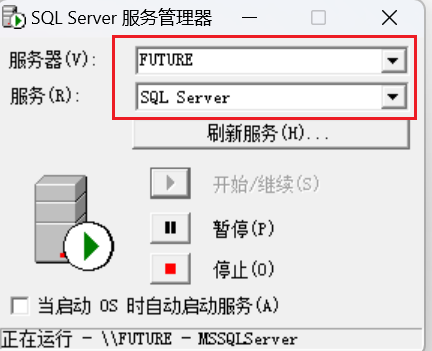 SQL Server 服务管理器
服务器(V):
FUTURE
服务(R):
SQL Server
刷新服务(H)...
开始/继续(S)
暂停(P)
停止(O)
当启动 OS 时自动启动服务(A)
正在运行 - \\FUTURE - MSSQLServer